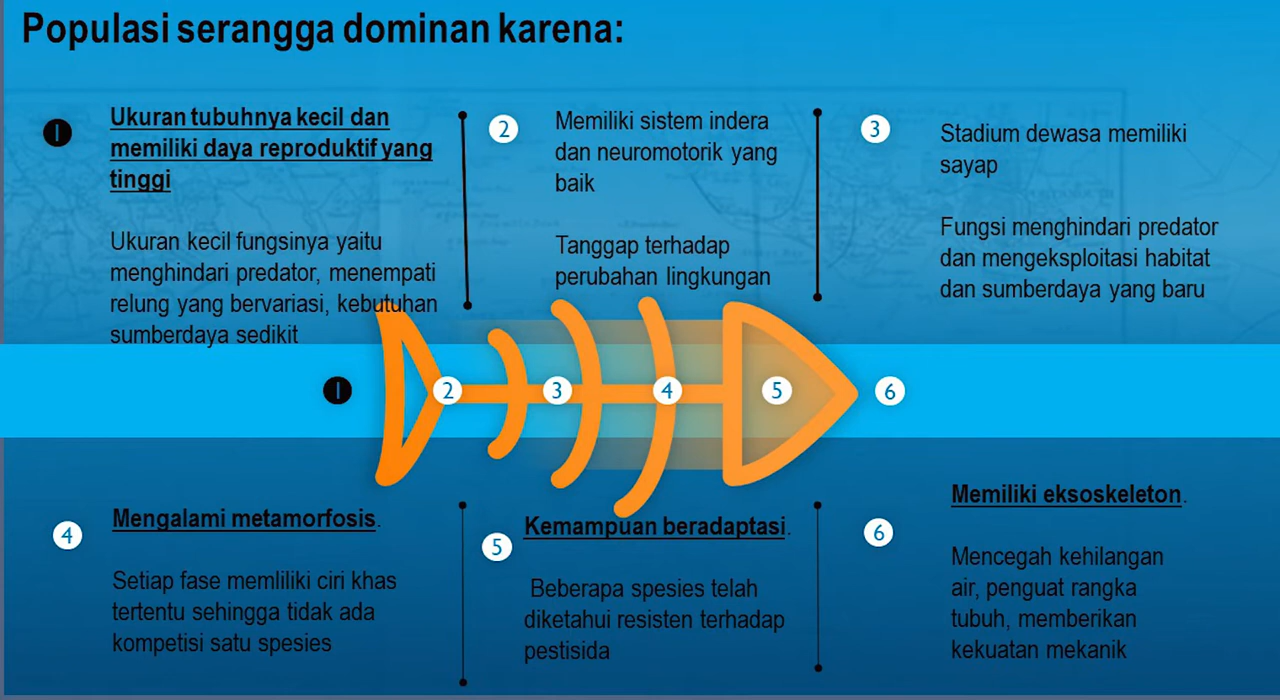 Populasi serangga dominan karena:
1
Ukuran tubuhnya kecil dan
memiliki daya reproduktif yang
tinggi
Ukuran kecil fungsinya yaitu
menghindari predator, menempati
relung yang bervariasi, kebutuhan
sumberdaya sedikit
2
Memiliki sistem indera
dan neuromotorik yang
baik
Tanggap terhadap
perubahan lingkungan
3
Stadium dewasa memiliki
sayap
Fungsi menghindari predator
dan mengeksploitasi habitat
dan sumberdaya yang baru
1 2 3 4 5 6
4
Mengalami metamorfosis.
Setiap fase memliliki ciri khas
tertentu sehingga tidak ada
kompetisi satu spesies
5
Kemampuan beradaptasi.
Beberapa spesies telah
diketahui resisten terhadap
pestisida
6
Memiliki eksoskeleton.
Mencegah kehilangan
air, penguat rangka
tubuh, memberikan
kekuatan mekanik